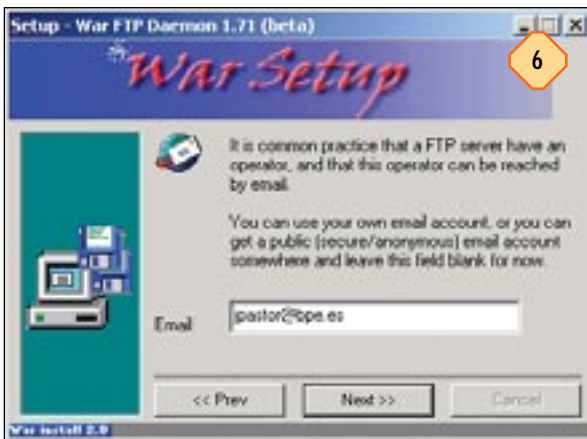 Setup - War FTP Daemon 1.71 (beta)
6
War Setup
It is common practice that a FTP server have an
operator, and that this operator can be reached
by email.
You can use your own email account, or you can
get a public (secure/anonymous) email account
somewhere and leave this field blank for now.
Email
jpastor@bpe.es
<< Prev
Next >>
Cancel
War install 2.0